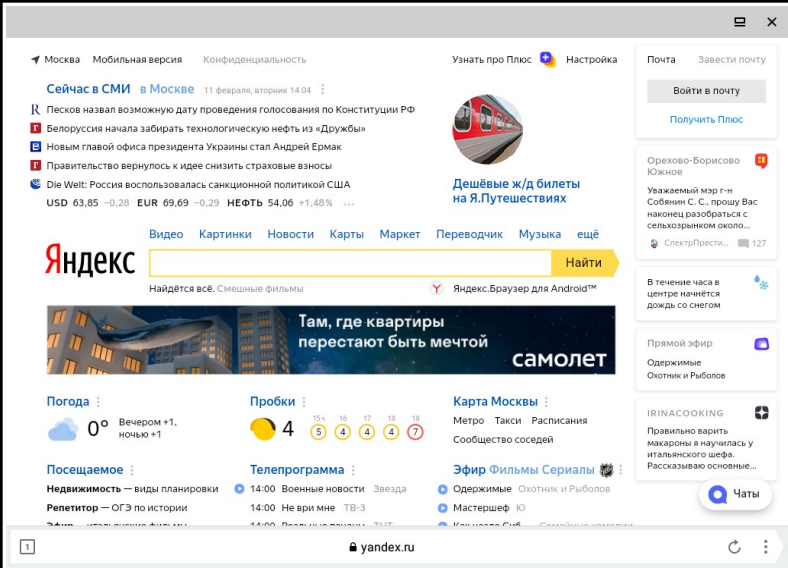 Москва Мобильная версия Конфиденциальность
Узнать про Плюс Настройка
Сейчас в СМИ в Москве 11 февраля, вторник 14 04
Песков назвал возможную дату проведения голосования по Конституции РФ
Белоруссия начала забирать технологическую нефть из «Дружбы»
Новым главой офиса президента Украины стал Андрей Ермак
Правительство вернулось к идее снизить страховые взносы
Die Welt: Россия воспользовалась санкционной политикой США
USD 63,85 −0,28 EUR 69,69 −0,29 НЕФТЬ 54,06 +1,48% ...
Дешёвые ж/д билеты
на Я.Путешествиях
Почта Завести почту
Войти в почту
Получить Плюс
Орехово-Борисово
Южное
Уважаемый мэр г-н
Собянин С. С., прошу Вас
наконец разобраться с
сельхозрынком около...
СпектрПрести... 127
Видео Картинки Новости Карты Маркет Переводчик Музыка ещё
Яндекс
Найти
Найдётся всё. Смешные фильмы
Яндекс.Браузер для Android™
В течение часа в
центре начнётся
дождь со снегом
Там, где квартиры
перестают быть мечтой
самолет
Прямой эфир
Одержимые
Охотник и Рыболов
Погода
0° Вечером +1,
ночью +1
Пробки
4
15ч 16 17 18 19
5 4 4 4 7
Карта Москвы
Метро Такси Расписания
Сообщество соседей
IRINACOOKING
Правильно варить
макароны я научилась у
итальянского шефа.
Рассказываю основные...
Посещаемое
Недвижимость — виды планировки
Репетитор — ОГЭ по истории
Эфир — итальянские фильмы
Телепрограмма
14:00 Военные новости Звезда
14:00 Не ври мне ТВ-3
14:00 Реальные пацаны ТНТ
Эфир Фильмы Сериалы
Одержимые Охотник и Рыболов
Мастершеф Ю
Чаты
1
yandex.ru